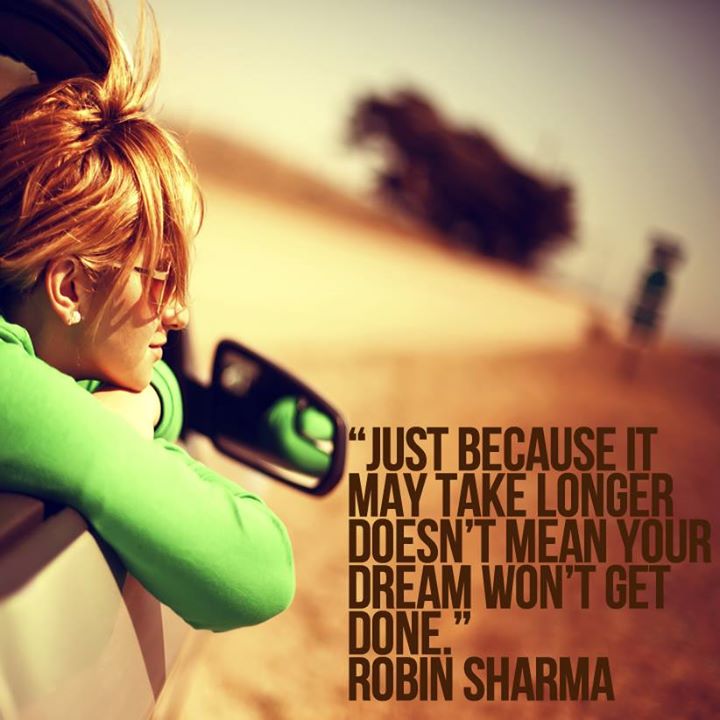 “JUST BECAUSE IT
MAY TAKE LONGER
DOESN’T MEAN YOUR
DREAM WON’T GET
DONE.”
ROBIN SHARMA